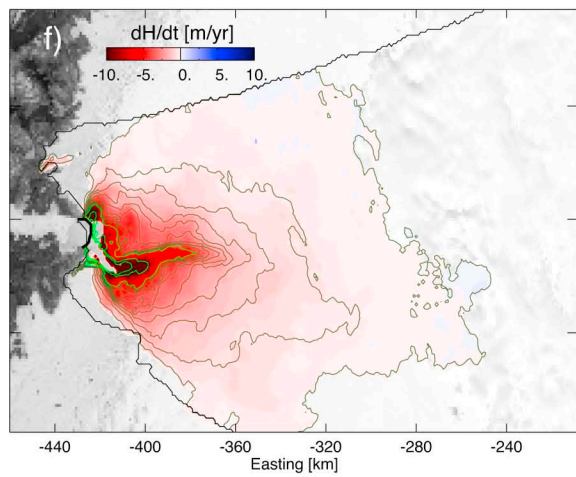 f)
dH/dt [m/yr]
-10. -5. 0. 5. 10.
-440 -400 -360 -320 -280 -240
Easting [km]